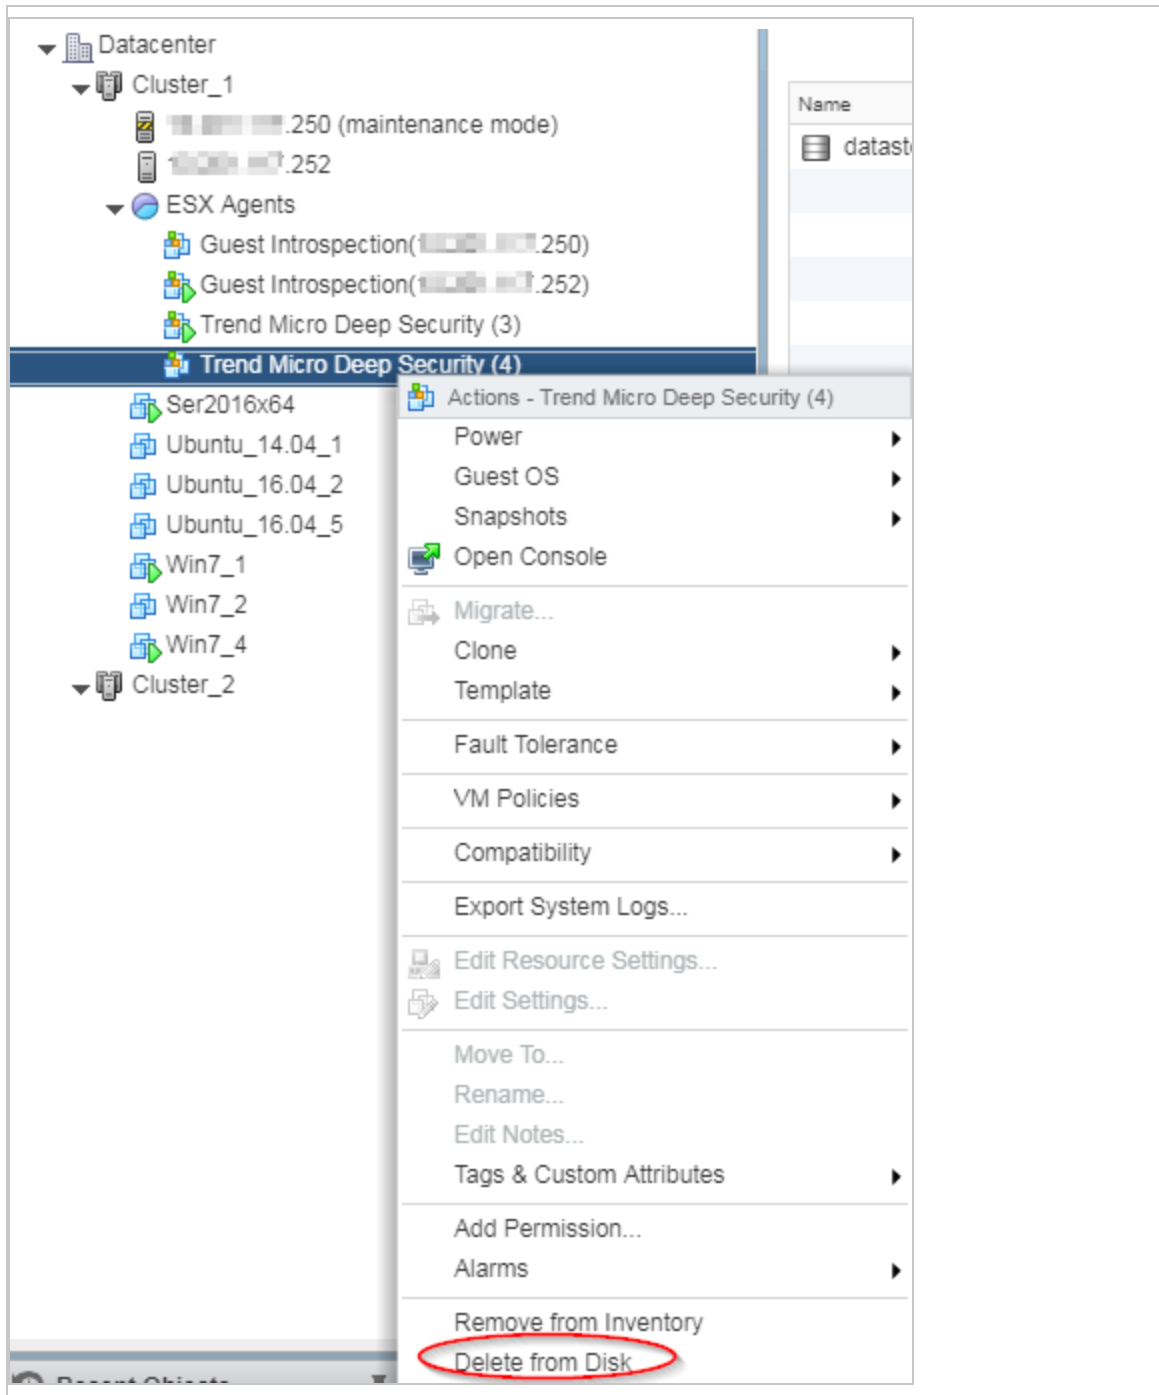 Datacenter
Cluster_1
.250 (maintenance mode)
.252
ESX Agents
Guest Introspection( .250)
Guest Introspection( .252)
Trend Micro Deep Security (3)
Trend Micro Deep Security (4)
Ser2016x64
Ubuntu_14.04_1
Ubuntu_16.04_2
Ubuntu_16.04_5
Win7_1
Win7_2
Win7_4
Cluster_2
Name
datast
Actions - Trend Micro Deep Security (4)
Power
Guest OS
Snapshots
Open Console
Migrate...
Clone
Template
Fault Tolerance
VM Policies
Compatibility
Export System Logs...
Edit Resource Settings...
Edit Settings...
Move To...
Rename...
Edit Notes...
Tags & Custom Attributes
Add Permission...
Alarms
Remove from Inventory
Delete from Disk
Recent Objects